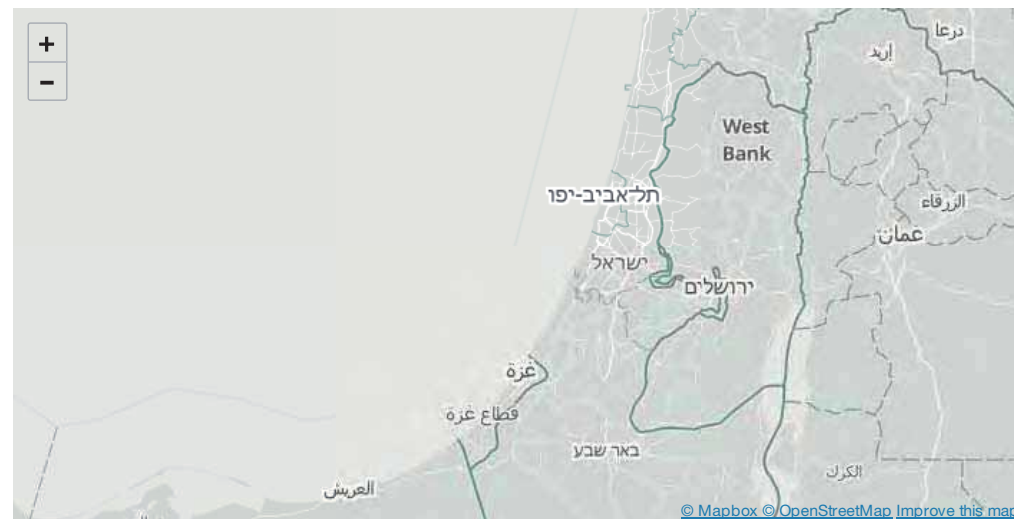 +
−
درعا
إربد
West
Bank
תל־אביב-יפו
الزرقاء
عمان
ישראל
ירושלים
غزة
قطاع غزة
באר שבע
الكرك
العريش
© Mapbox © OpenStreetMap Improve this map